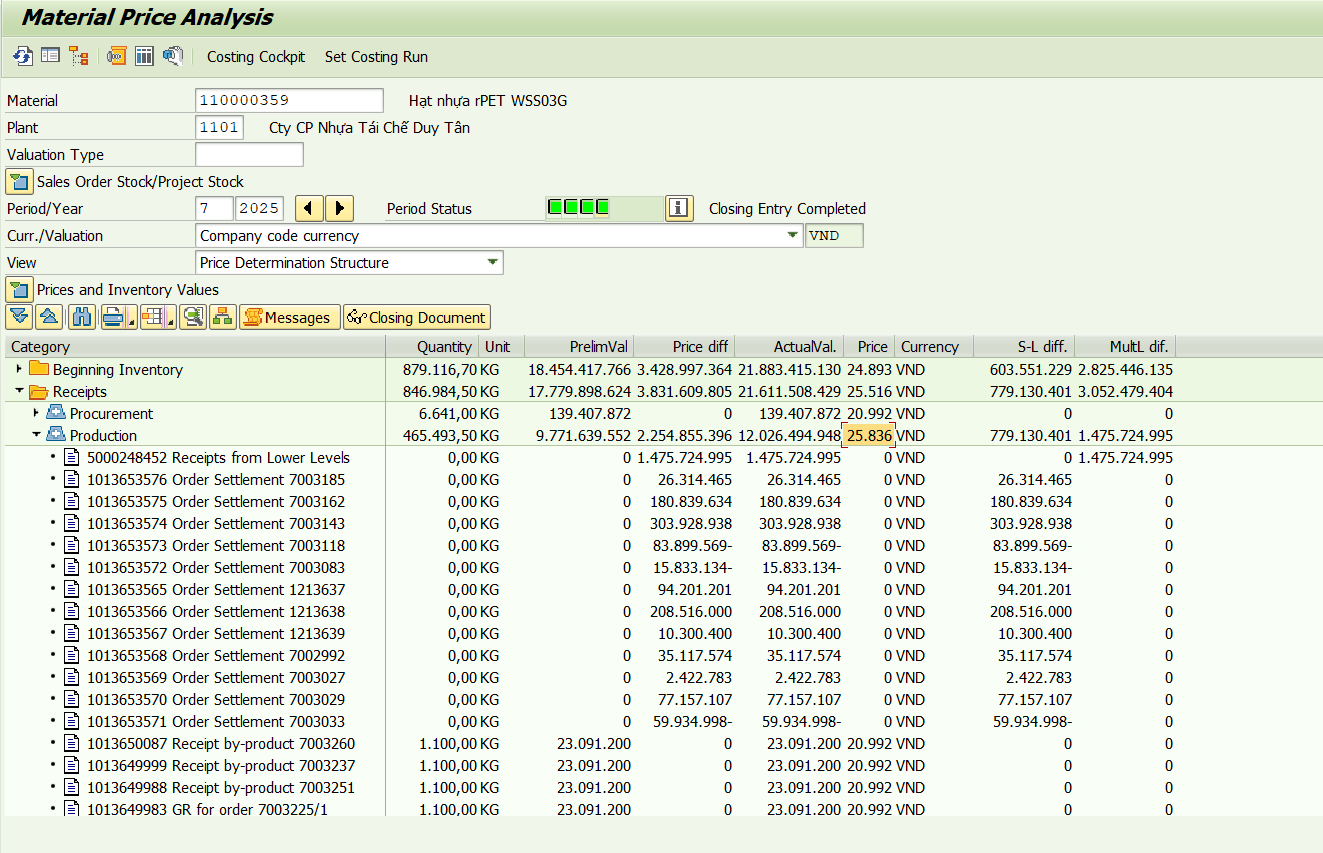 Material Price Analysis
Costing Cockpit Set Costing Run
Material 110000359 Hạt nhựa rPET WSS03G
Plant 1101 Cty CP Nhựa Tái Chế Duy Tân
Valuation Type
Sales Order Stock/Project Stock
Period/Year 7 2025 Period Status Closing Entry Completed
Curr./Valuation Company code currency VND
View Price Determination Structure
Prices and Inventory Values
Messages Closing Document
Category Quantity Unit PrelimVal Price diff ActualVal. Price Currency S-L diff. MultL dif.
Beginning Inventory 879.116,70 KG 18.454.417.766 3.428.997.364 21.883.415.130 24.893 VND 603.551.229 2.825.446.135
Receipts 846.984,50 KG 17.779.898.624 3.831.609.805 21.611.508.429 25.516 VND 779.130.401 3.052.479.404
Procurement 6.641,00 KG 139.407.872 0 139.407.872 20.992 VND 0 0
Production 465.493,50 KG 9.771.639.552 2.254.855.396 12.026.494.948 25.836 VND 779.130.401 1.475.724.995
5000248452 Receipts from Lower Levels 0,00 KG 0 1.475.724.995 1.475.724.995 0 VND 0 1.475.724.995
1013653576 Order Settlement 7003185 0,00 KG 0 26.314.465 26.314.465 0 VND 26.314.465 0
1013653575 Order Settlement 7003162 0,00 KG 0 180.839.634 180.839.634 0 VND 180.839.634 0
1013653574 Order Settlement 7003143 0,00 KG 0 303.928.938 303.928.938 0 VND 303.928.938 0
1013653573 Order Settlement 7003118 0,00 KG 0 83.899.569- 83.899.569- 0 VND 83.899.569- 0
1013653572 Order Settlement 7003083 0,00 KG 0 15.833.134- 15.833.134- 0 VND 15.833.134- 0
1013653565 Order Settlement 1213637 0,00 KG 0 94.201.201 94.201.201 0 VND 94.201.201 0
1013653566 Order Settlement 1213638 0,00 KG 0 208.516.000 208.516.000 0 VND 208.516.000 0
1013653567 Order Settlement 1213639 0,00 KG 0 10.300.400 10.300.400 0 VND 10.300.400 0
1013653568 Order Settlement 7002992 0,00 KG 0 35.117.574 35.117.574 0 VND 35.117.574 0
1013653569 Order Settlement 7003027 0,00 KG 0 2.422.783 2.422.783 0 VND 2.422.783 0
1013653570 Order Settlement 7003029 0,00 KG 0 77.157.107 77.157.107 0 VND 77.157.107 0
1013653571 Order Settlement 7003033 0,00 KG 0 59.934.998- 59.934.998- 0 VND 59.934.998- 0
1013650087 Receipt by-product 7003260 1.100,00 KG 23.091.200 0 23.091.200 20.992 VND 0 0
1013649999 Receipt by-product 7003237 1.100,00 KG 23.091.200 0 23.091.200 20.992 VND 0 0
1013649988 Receipt by-product 7003251 1.100,00 KG 23.091.200 0 23.091.200 20.992 VND 0 0
1013649983 GR for order 7003225/1 1.100,00 KG 23.091.200 0 23.091.200 20.992 VND 0 0